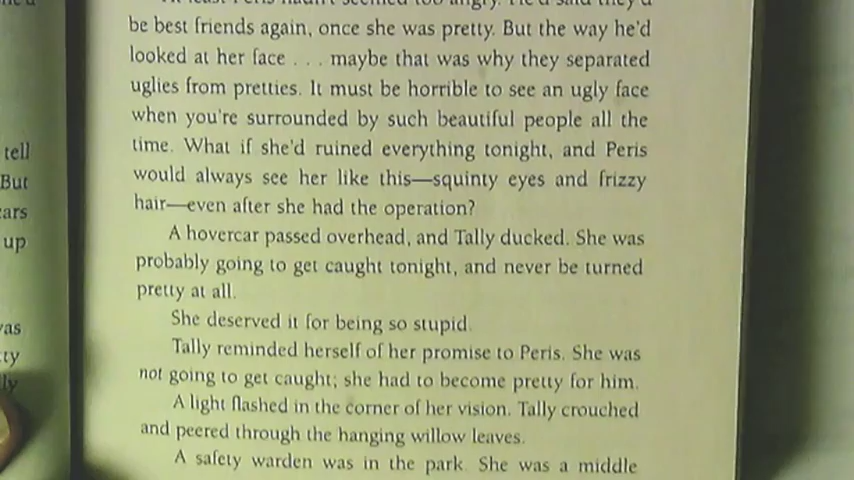 tell
But
up
be best friends again, once she was pretty. But the way he'd
looked at her face . . . maybe that was why they separated
uglies from pretties. It must be horrible to see an ugly face
when you're surrounded by such beautiful people all the
time. What if she'd ruined everything tonight, and Peris
would always see her like this—squinty eyes and frizzy
hair—even after she had the operation?
A hovercar passed overhead, and Tally ducked. She was
probably going to get caught tonight, and never be turned
pretty at all.
She deserved it for being so stupid.
Tally reminded herself of her promise to Peris. She was
not going to get caught; she had to become pretty for him.
A light flashed in the corner of her vision. Tally crouched
and peered through the hanging willow leaves.
A safety warden was in the park. She was a middle